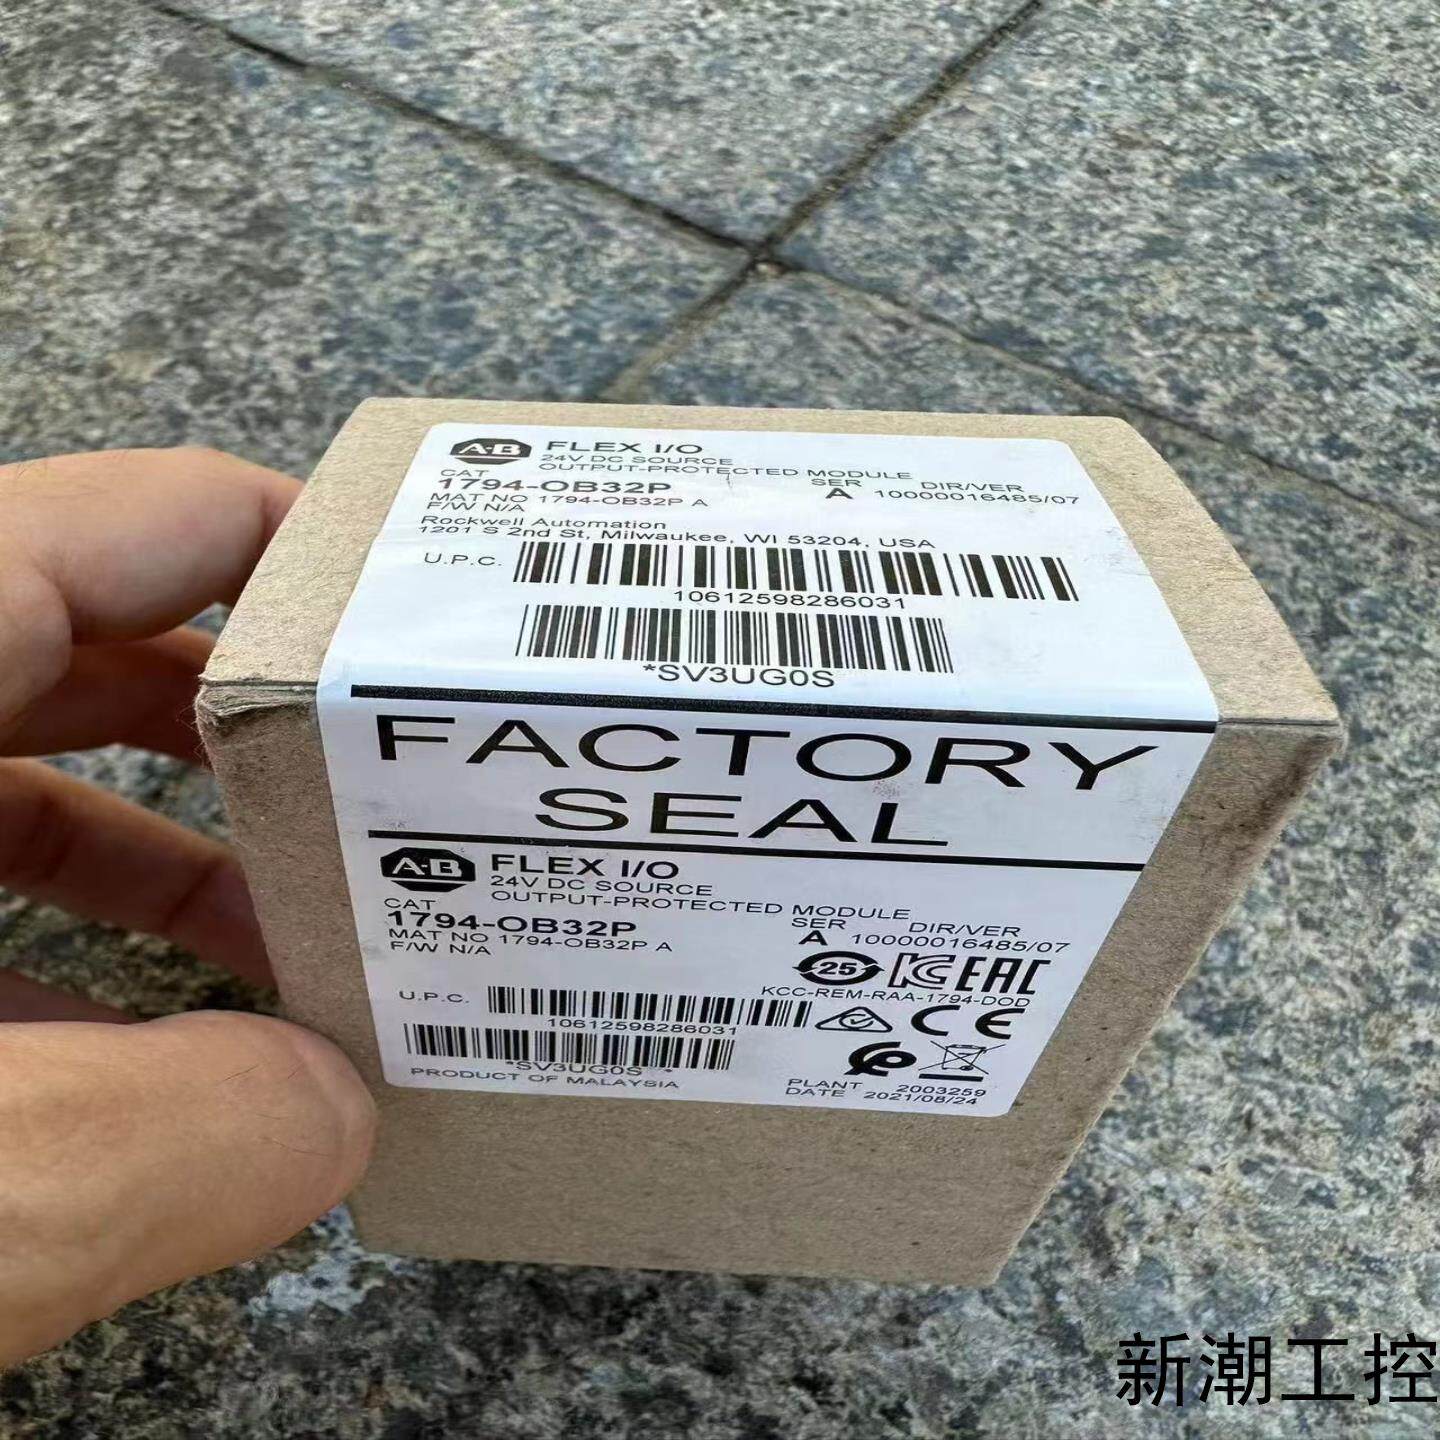 A-B FLEX I/O
24V DC SOURCE
OUTPUT-PROTECTED MODULE
CAT SER DIR/VER
1794-OB32P A 10000016485/07
MAT NO 1794-OB32P A
F/W N/A
Rockwell Automation
1201 S 2nd St, Milwaukee, WI 53204, USA
U.P.C.
10612598286031
*SV3UG0S
FACTORY
SEAL
A-B FLEX I/O
24V DC SOURCE
OUTPUT-PROTECTED MODULE
CAT SER DIR/VER
1794-OB32P A 10000016485/07
MAT NO 1794-OB32P A
F/W N/A
25 KC EAC
KCC-REM-RAA-1794-DOD
U.P.C.
10612598286031
CE
*SV3UG0S *
PRODUCT OF MALAYSIA
PLANT 2003259
DATE 2021/08/24
新潮工控